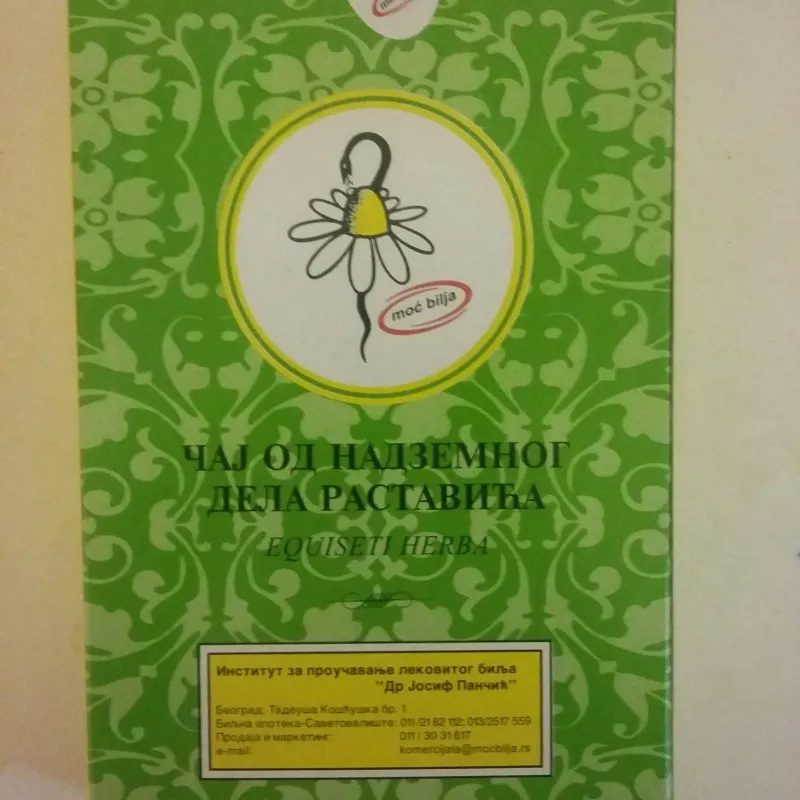 moć bilja
ЧАЈ ОД НАДЗЕМНОГ
ДЕЛА РАСТАВИЋА
EQUISETI HERBA
Институт за проучавање лековитог биља
"Др Јосиф Панчић"
Београд, Тадеуша Кошћушка бр. 1
Биљна апотека-Саветовалиште: 011/21 82 112; 013/2517 559
Продаја и маркетинг: 011 / 30 31 617
e-mail: komercijala@mocbilja.rs